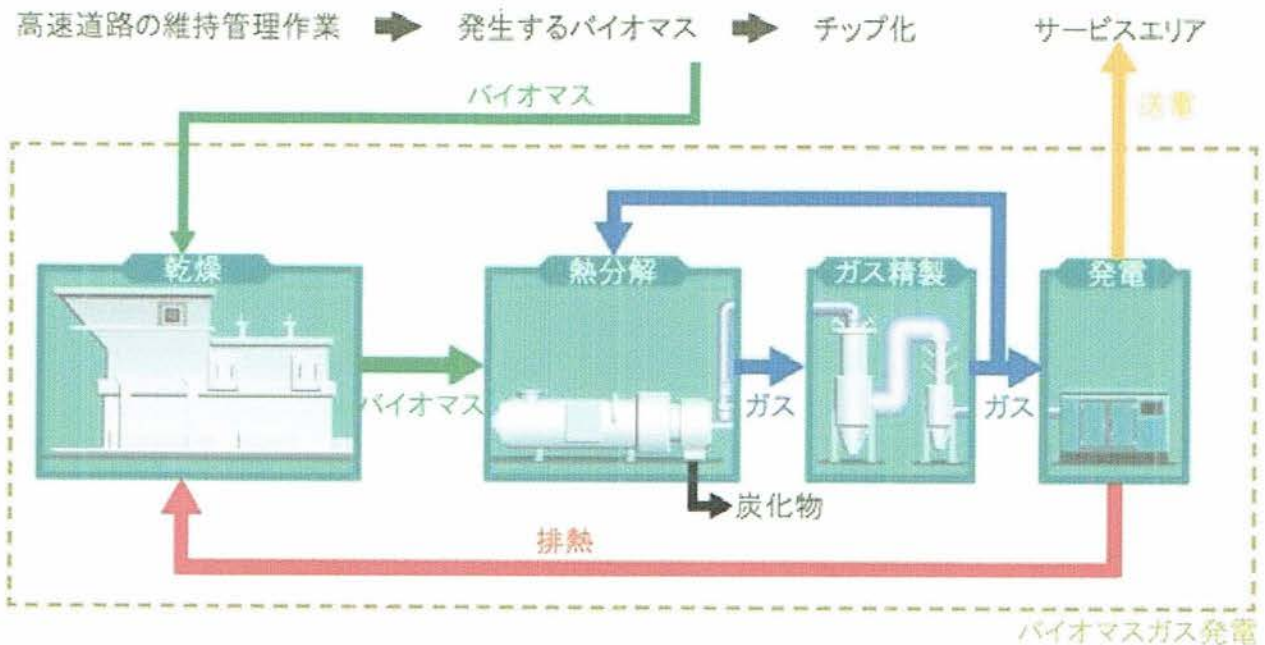 高速道路の維持管理作業 ➡ 発生するバイオマス ➡ チップ化
サービスエリア
バイオマス
送電
乾燥
熱分解
ガス精製
発電
バイオマス
ガス
ガス
炭化物
排熱
バイオマスガス発電